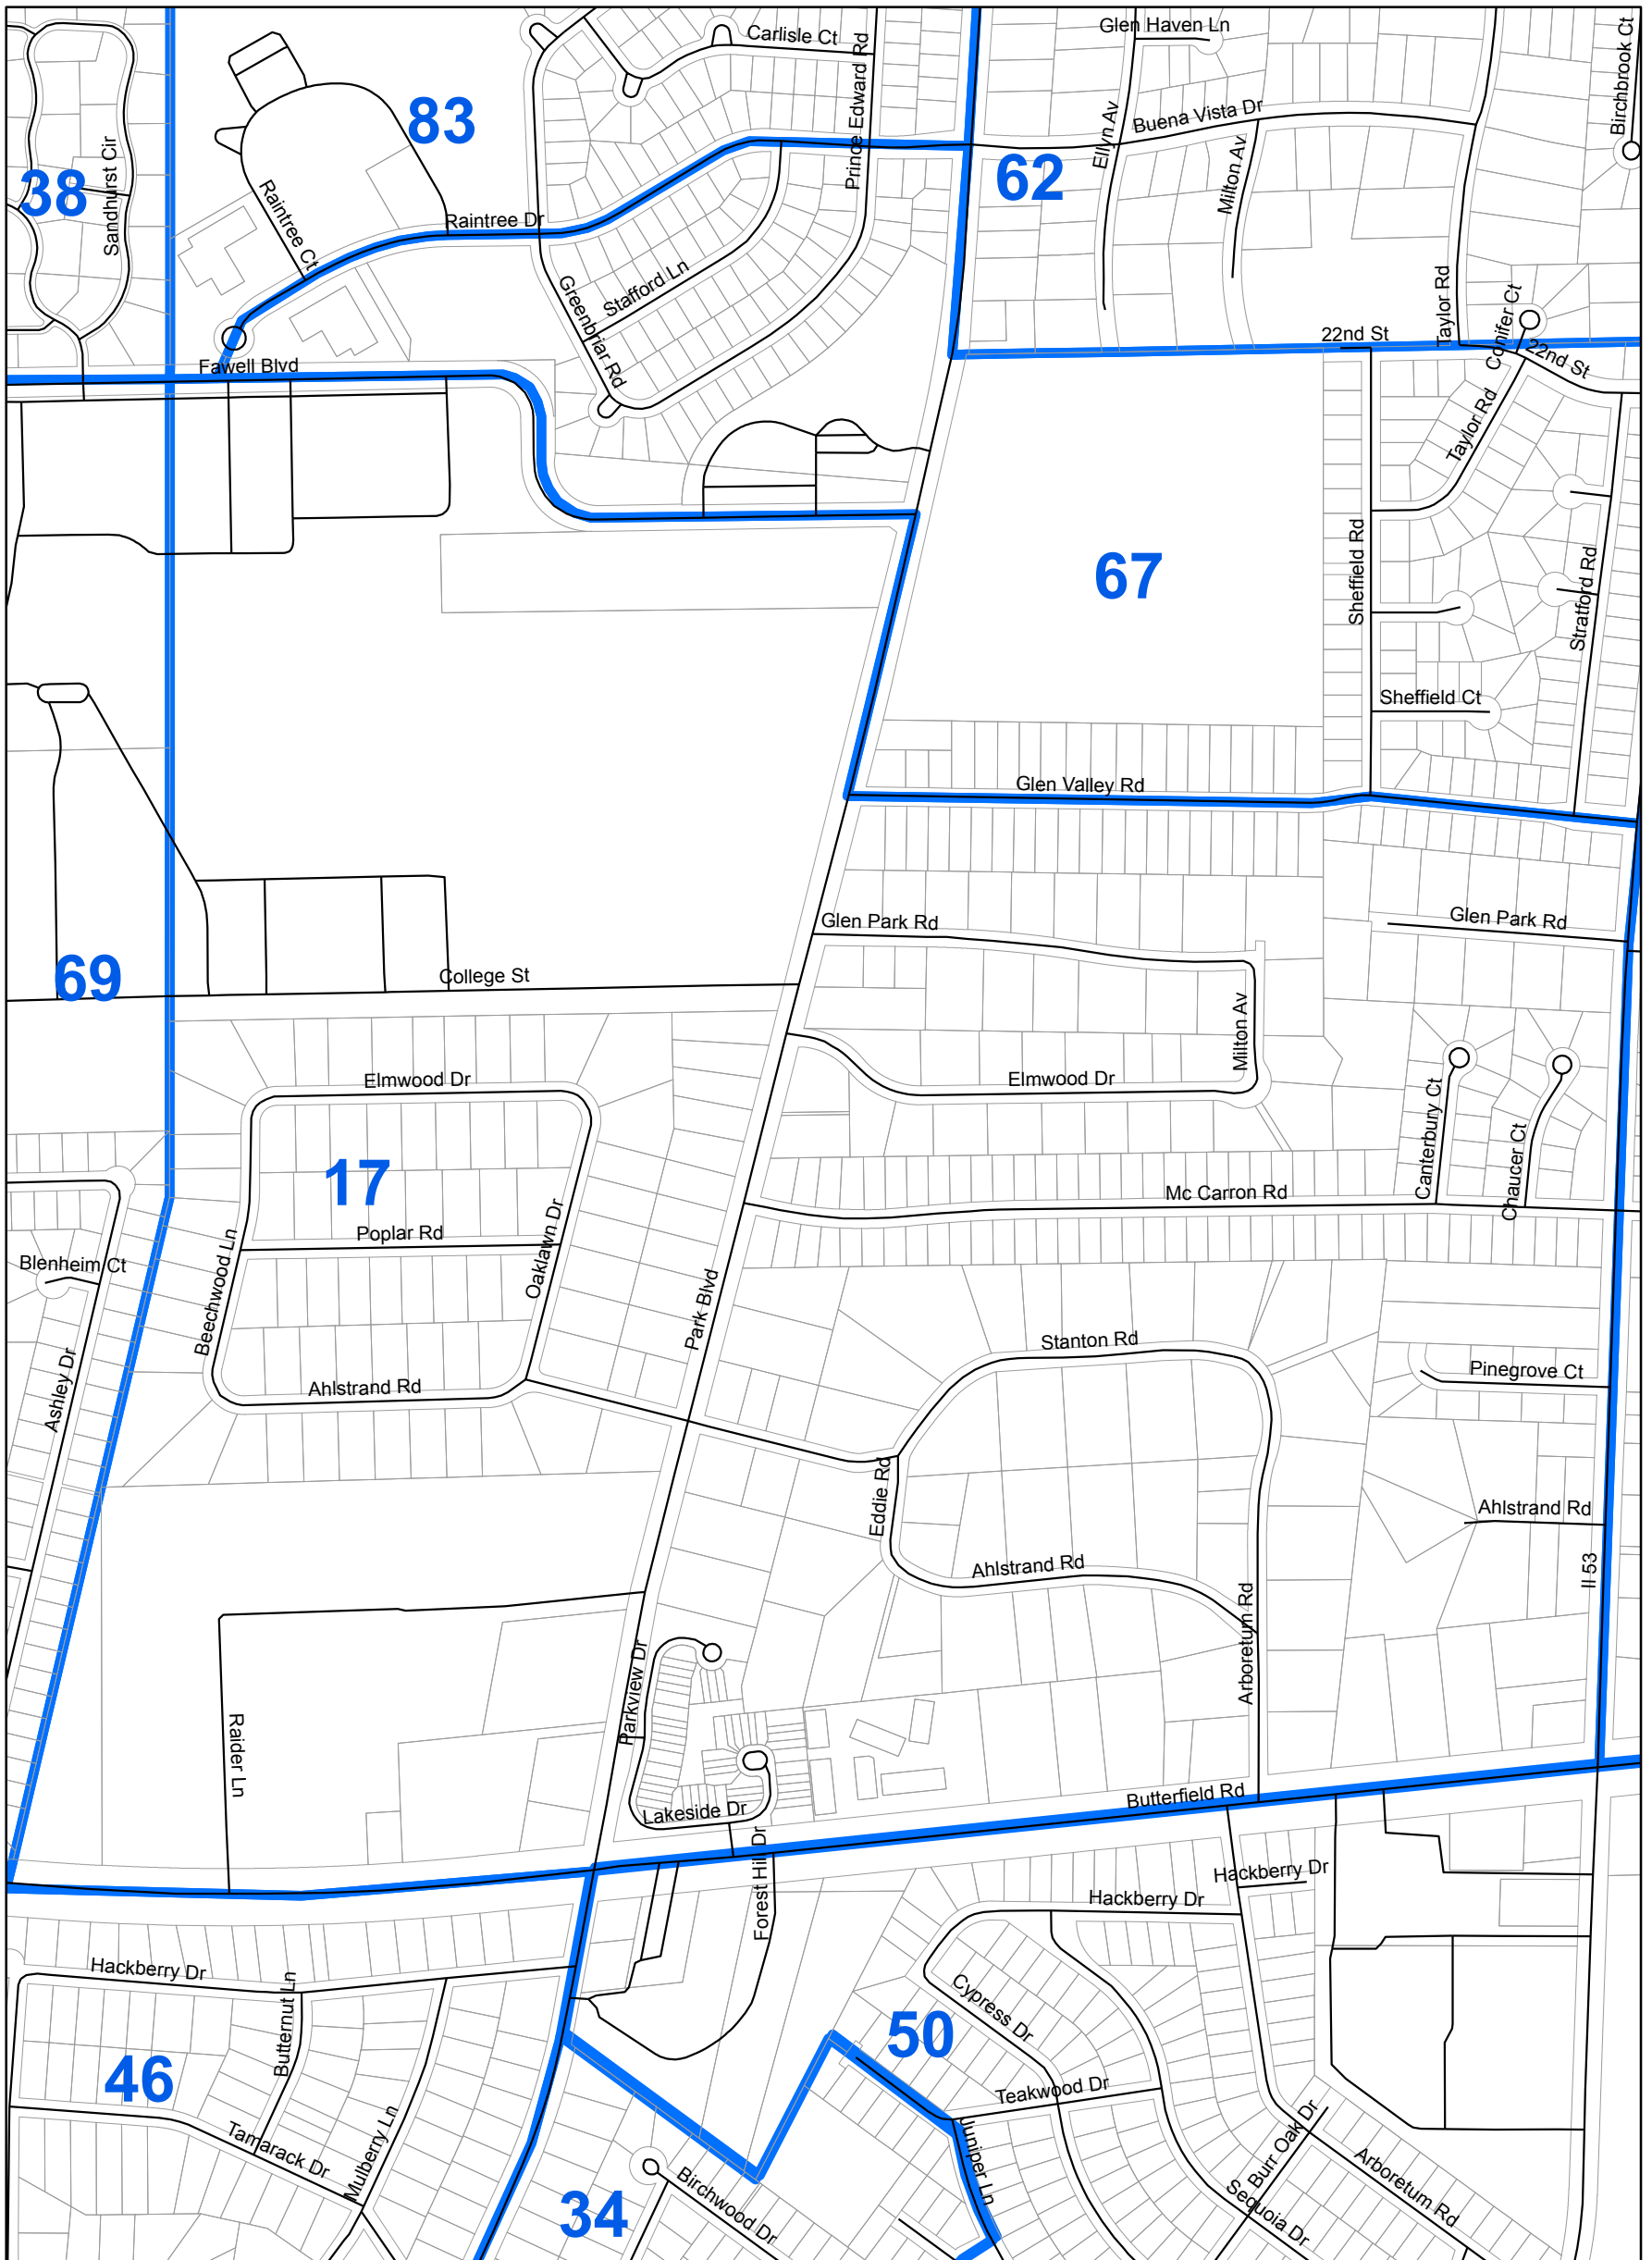 Glen Haven Ln
Carlisle Ct
Birchbrook Ct
Prince Edward Rd
83
Buena Vista Dr
Ellyn Av
62
Milton Av
38
Sandhurst Cir
Raintree Ct
Raintree Dr
Stafford Ln
Greenbriar Rd
Taylor Rd
Conifer Ct
22nd St
22nd St
Fawell Blvd
Taylor Rd
67
Sheffield Rd
Stratford Rd
Sheffield Ct
Glen Valley Rd
Glen Park Rd
Glen Park Rd
69
College St
Milton Av
Elmwood Dr
Elmwood Dr
Canterbury Ct
Chaucer Ct
17
Mc Carron Rd
Poplar Rd
Oaklawn Dr
Beechwood Ln
Blenheim Ct
Park Blvd
Stanton Rd
Pinegrove Ct
Ashley Dr
Ahlstrand Rd
Eddie Rd
Ahlstrand Rd
Ahlstrand Rd
Il 53
Arboretum Rd
Parkview Dr
Raider Ln
Lakeside Dr
Butterfield Rd
Forest Hill Dr
Hackberry Dr
Hackberry Dr
Hackberry Dr
Butternut Ln
Cypress Dr
50
46
Teakwood Dr
Tamarack Dr
Mulberry Ln
Juniper Ln
S Burr Oak Dr
Arboretum Rd
34
Birchwood Dr
Sequoia Dr